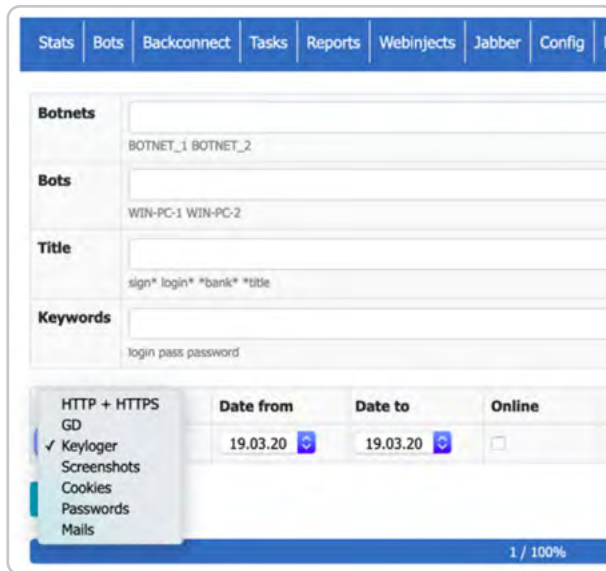 Stats Bots Backconnect Tasks Reports Webinjects Jabber Config
Botnets
BOTNET_1 BOTNET_2
Bots
WIN-PC-1 WIN-PC-2
Title
sign* login* *bank* *title
Keywords
login pass password
HTTP + HTTPS
GD
✓ Keyloger
Screenshots
Cookies
Passwords
Mails
Date from Date to Online
19.03.20 19.03.20
1 / 100%